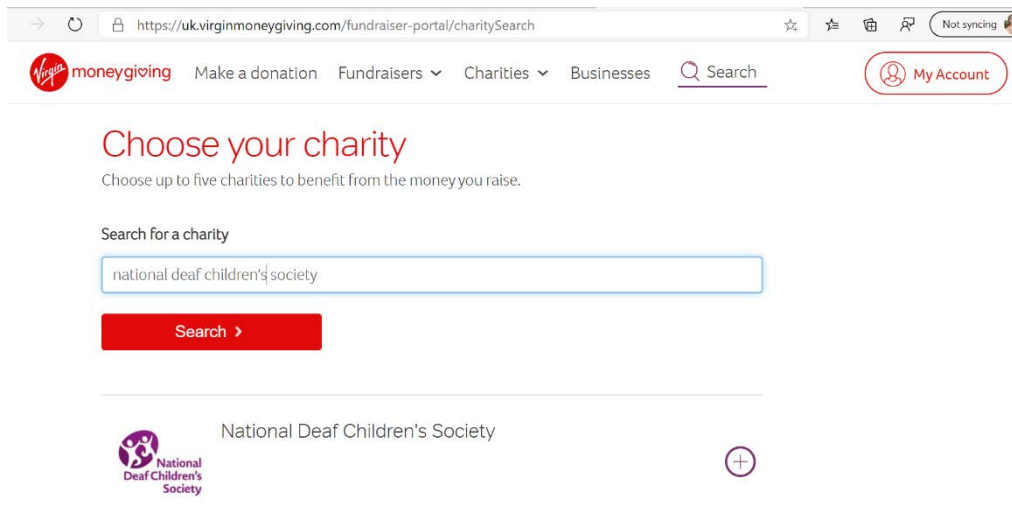 https://uk.virginmoneygiving.com/fundraiser-portal/charitySearch
Not syncing
Virgin moneygiving
Make a donation
Fundraisers
Charities
Businesses
Search
My Account
Choose your charity
Choose up to five charities to benefit from the money you raise.
Search for a charity
national deaf children's society
Search
National Deaf Children's Society
National
Deaf Children's
Society